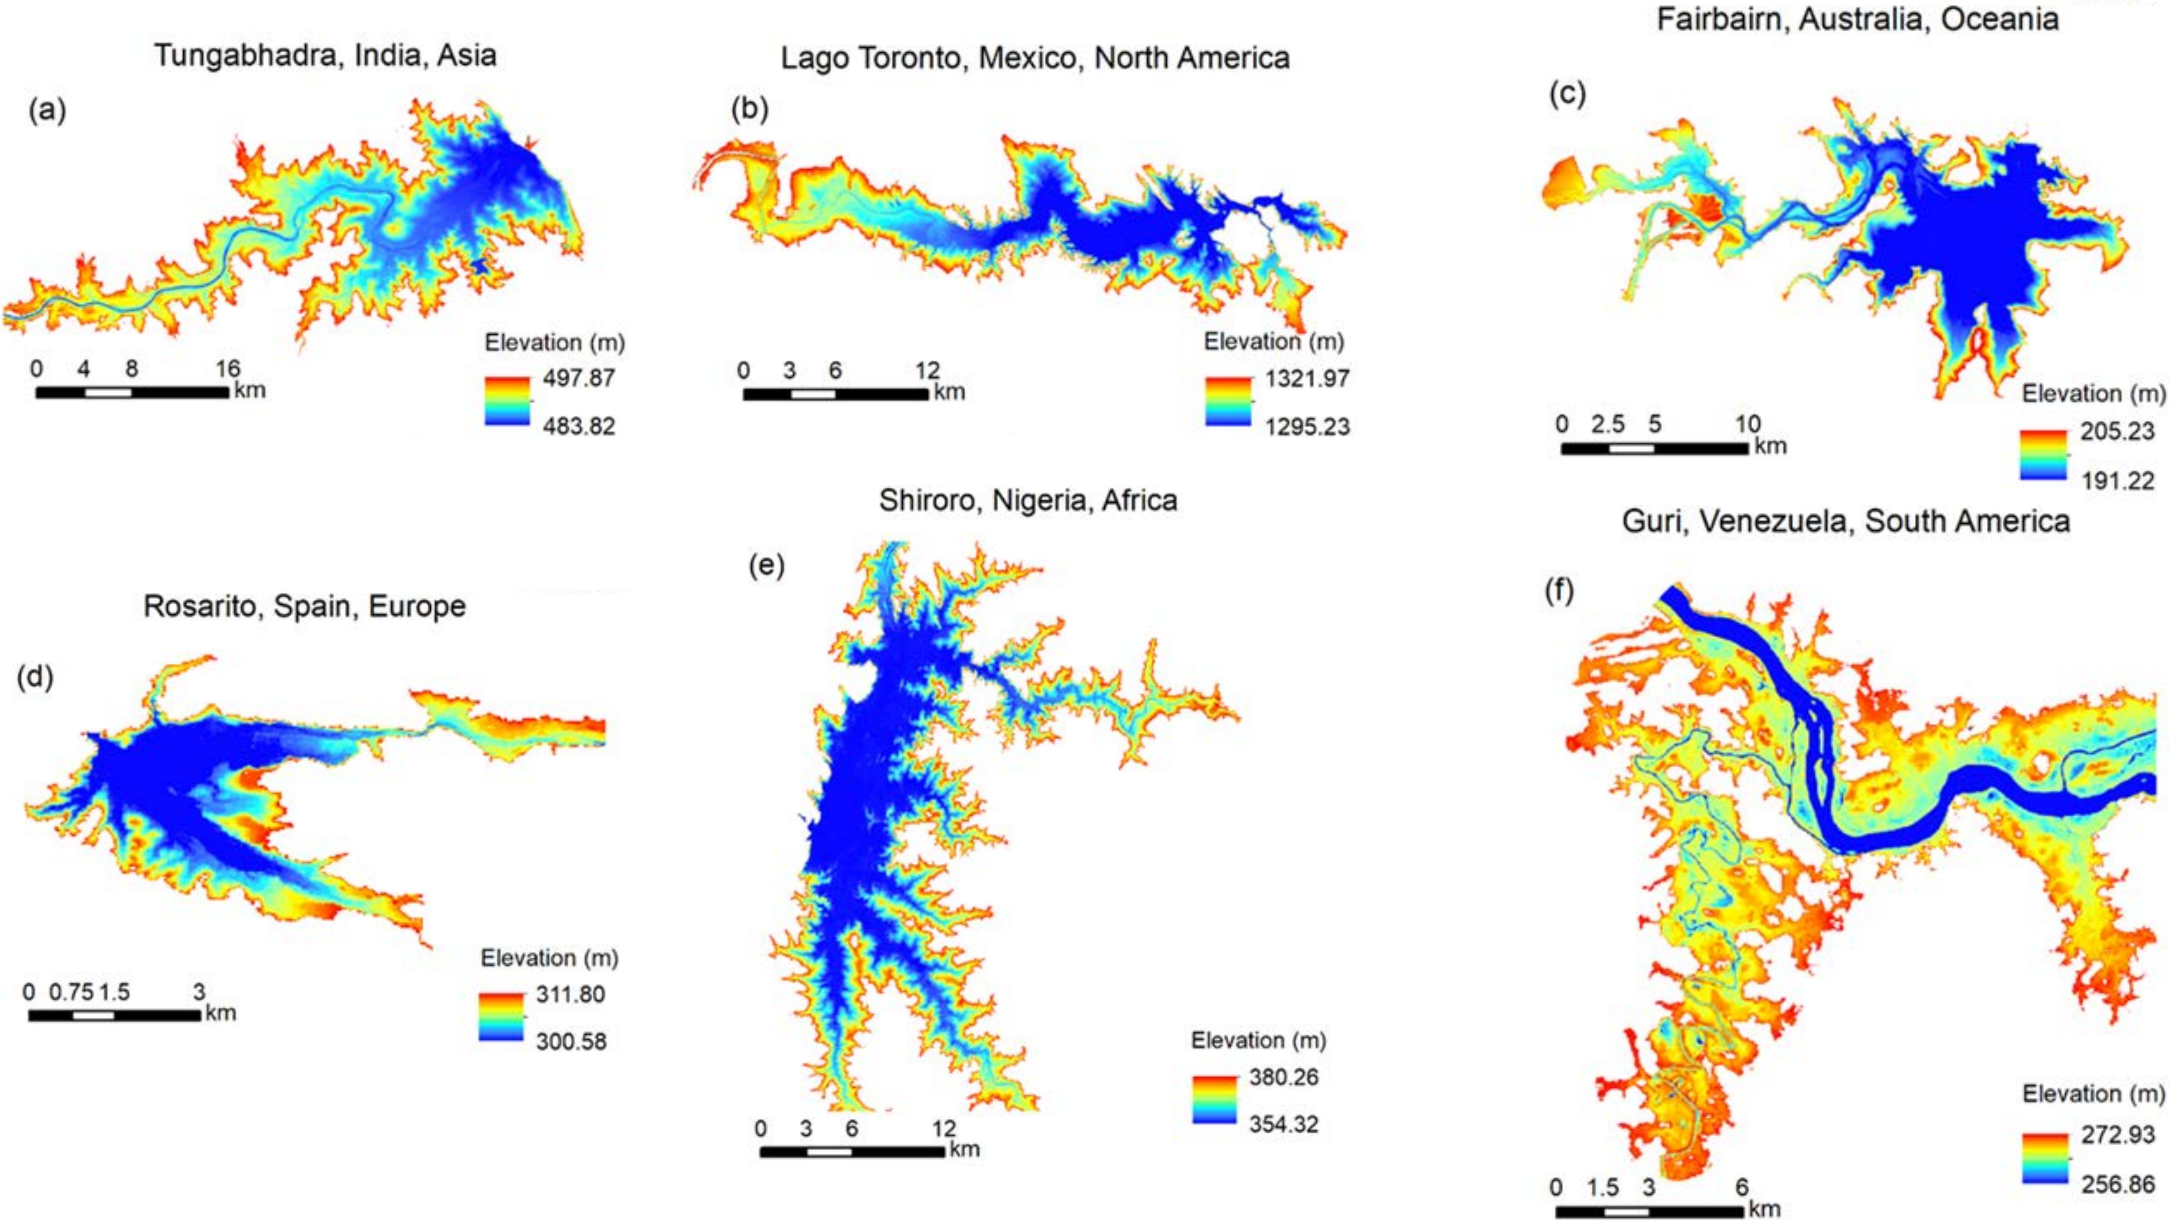 Tungabhadra, India, Asia
(a)
0 4 8 16
km
Elevation (m)
497.87
483.82
Lago Toronto, Mexico, North America
(b)
0 3 6 12
km
Elevation (m)
1321.97
1295.23
Fairbairn, Australia, Oceania
(c)
0 2.5 5 10
km
Elevation (m)
205.23
191.22
Rosarito, Spain, Europe
(d)
0 0.75 1.5 3
km
Elevation (m)
311.80
300.58
Shiroro, Nigeria, Africa
(e)
0 3 6 12
km
Elevation (m)
380.26
354.32
Guri, Venezuela, South America
(f)
0 1.5 3 6
km
Elevation (m)
272.93
256.86